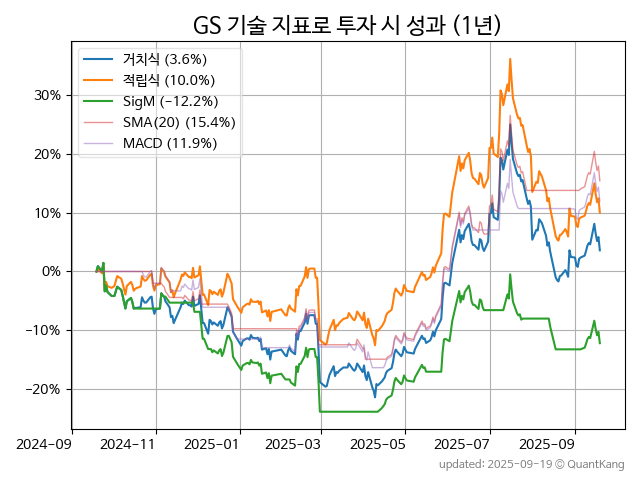 GS 기술 지표로 투자 시 성과 (1년)
거치식 (3.6%)
적립식 (10.0%)
SigM (-12.2%)
SMA(20) (15.4%)
MACD (11.9%)
30%
20%
10%
0%
-10%
-20%
2024-09 2024-11 2025-01 2025-03 2025-05 2025-07 2025-09
updated: 2025-09-19 © QuantKang